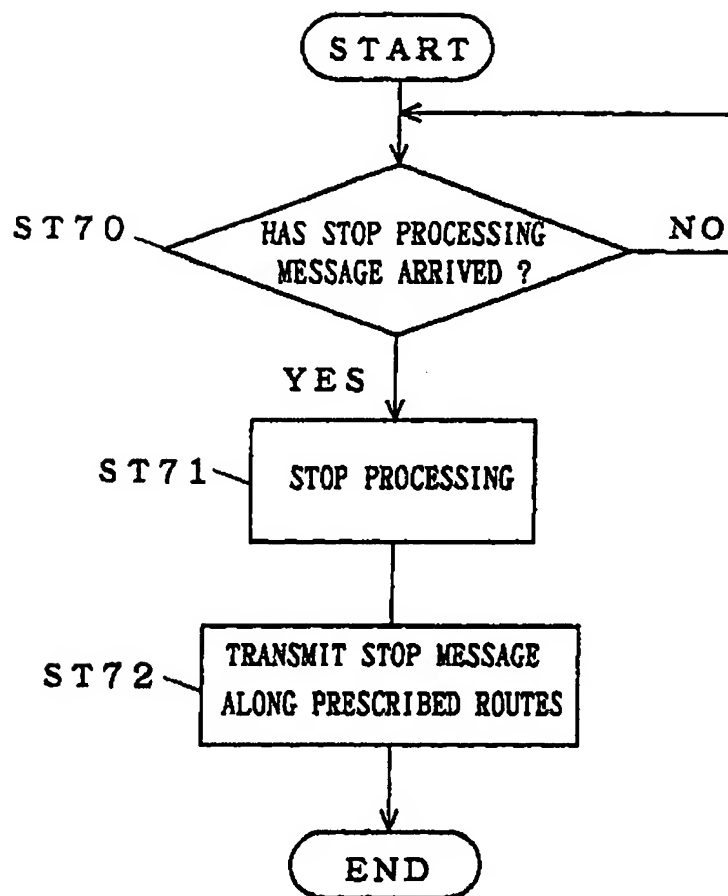 START
ST70
HAS STOP PROCESSING
MESSAGE ARRIVED ?
NO
YES
ST71
STOP PROCESSING
ST72
TRANSMIT STOP MESSAGE
ALONG PRESCRIBED ROUTES
END